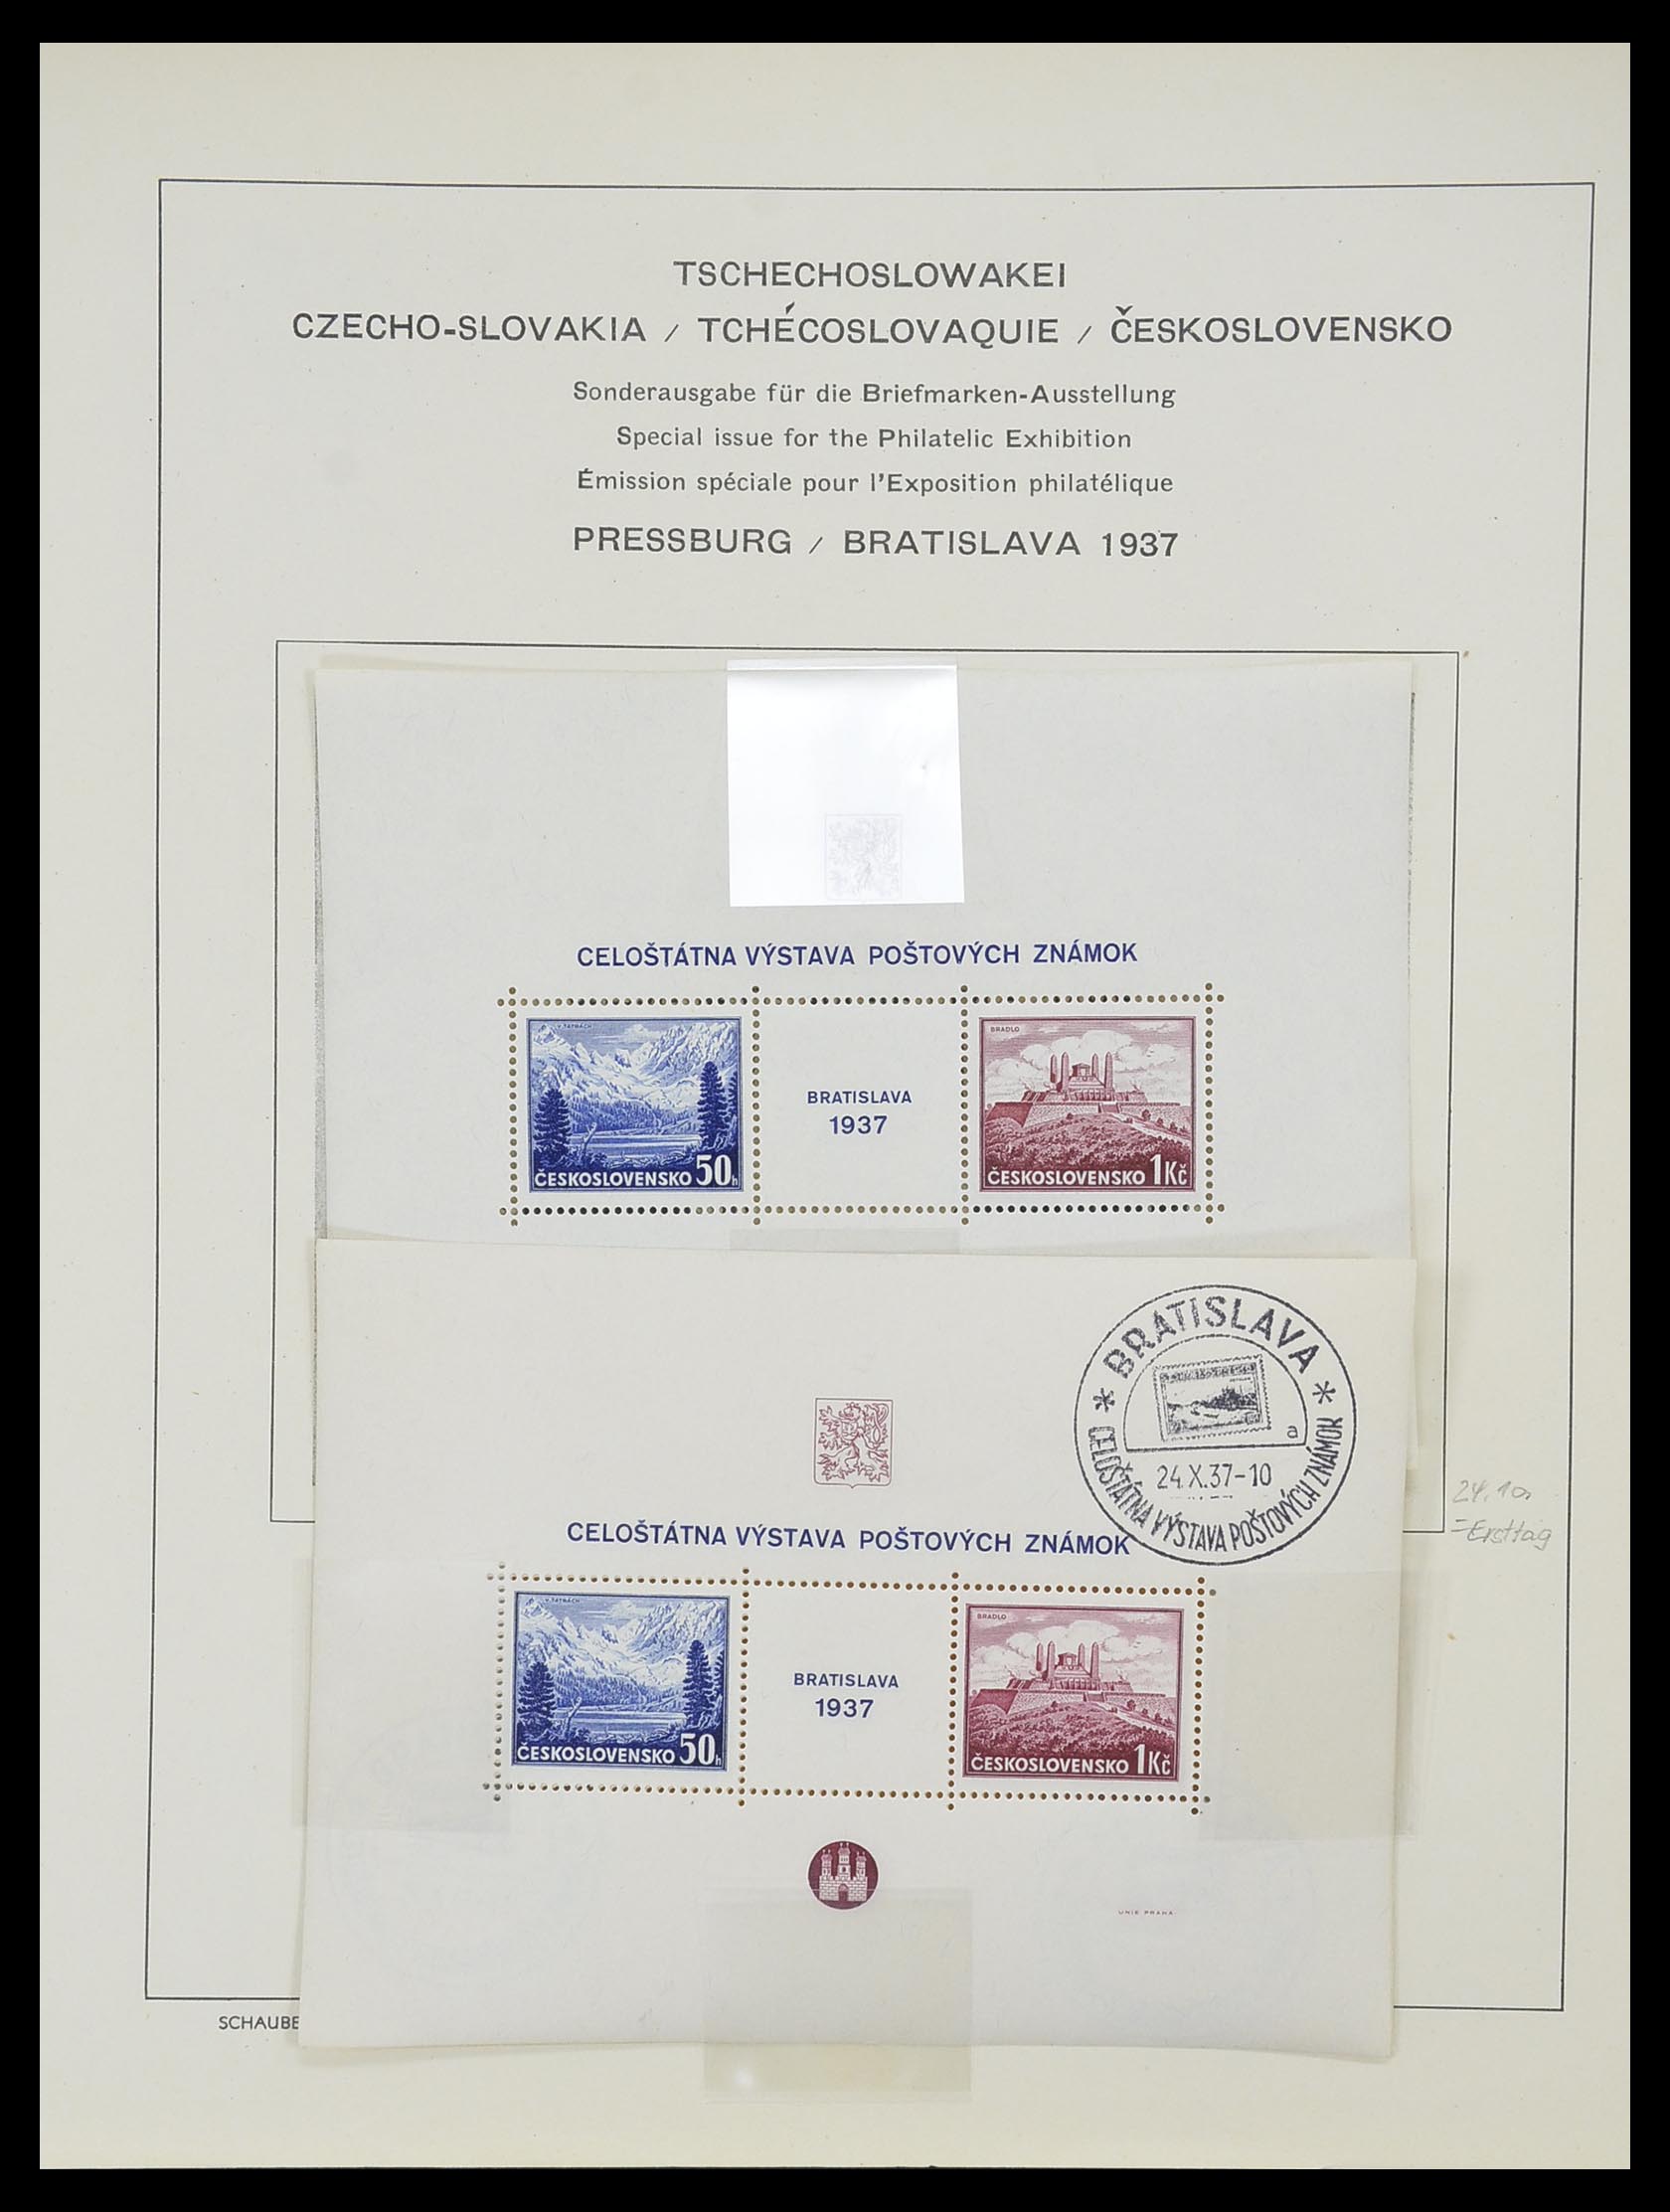 TSCHECHOSLOWAKEI
CZECHO-SLOVAKIA / TCHÉCOSLOVAQUIE / ČESKOSLOVENSKO
Sonderausgabe für die Briefmarken-Ausstellung
Special issue for the Philatelic Exhibition
Émission spéciale pour l'Exposition philatélique
PRESSBURG / BRATISLAVA 1937
CELOŠTÁTNA VÝSTAVA POŠTOVÝCH ZNÁMOK
V TATRÁCH
ČESKOSLOVENSKO 50h
BRATISLAVA
1937
BRADLO
ČESKOSLOVENSKO 1Kč
* BRATISLAVA *
a
24.X.37-10
CELOŠTÁTNA VÝSTAVA POŠTOVÝCH ZNÁMOK
24.10.
=Ersttag
CELOŠTÁTNA VÝSTAVA POŠTOVÝCH ZNÁMOK
V TATRÁCH
ČESKOSLOVENSKO 50h
BRATISLAVA
1937
BRADLO
ČESKOSLOVENSKO 1Kč
UNIE PRAHA
SCHAUBE